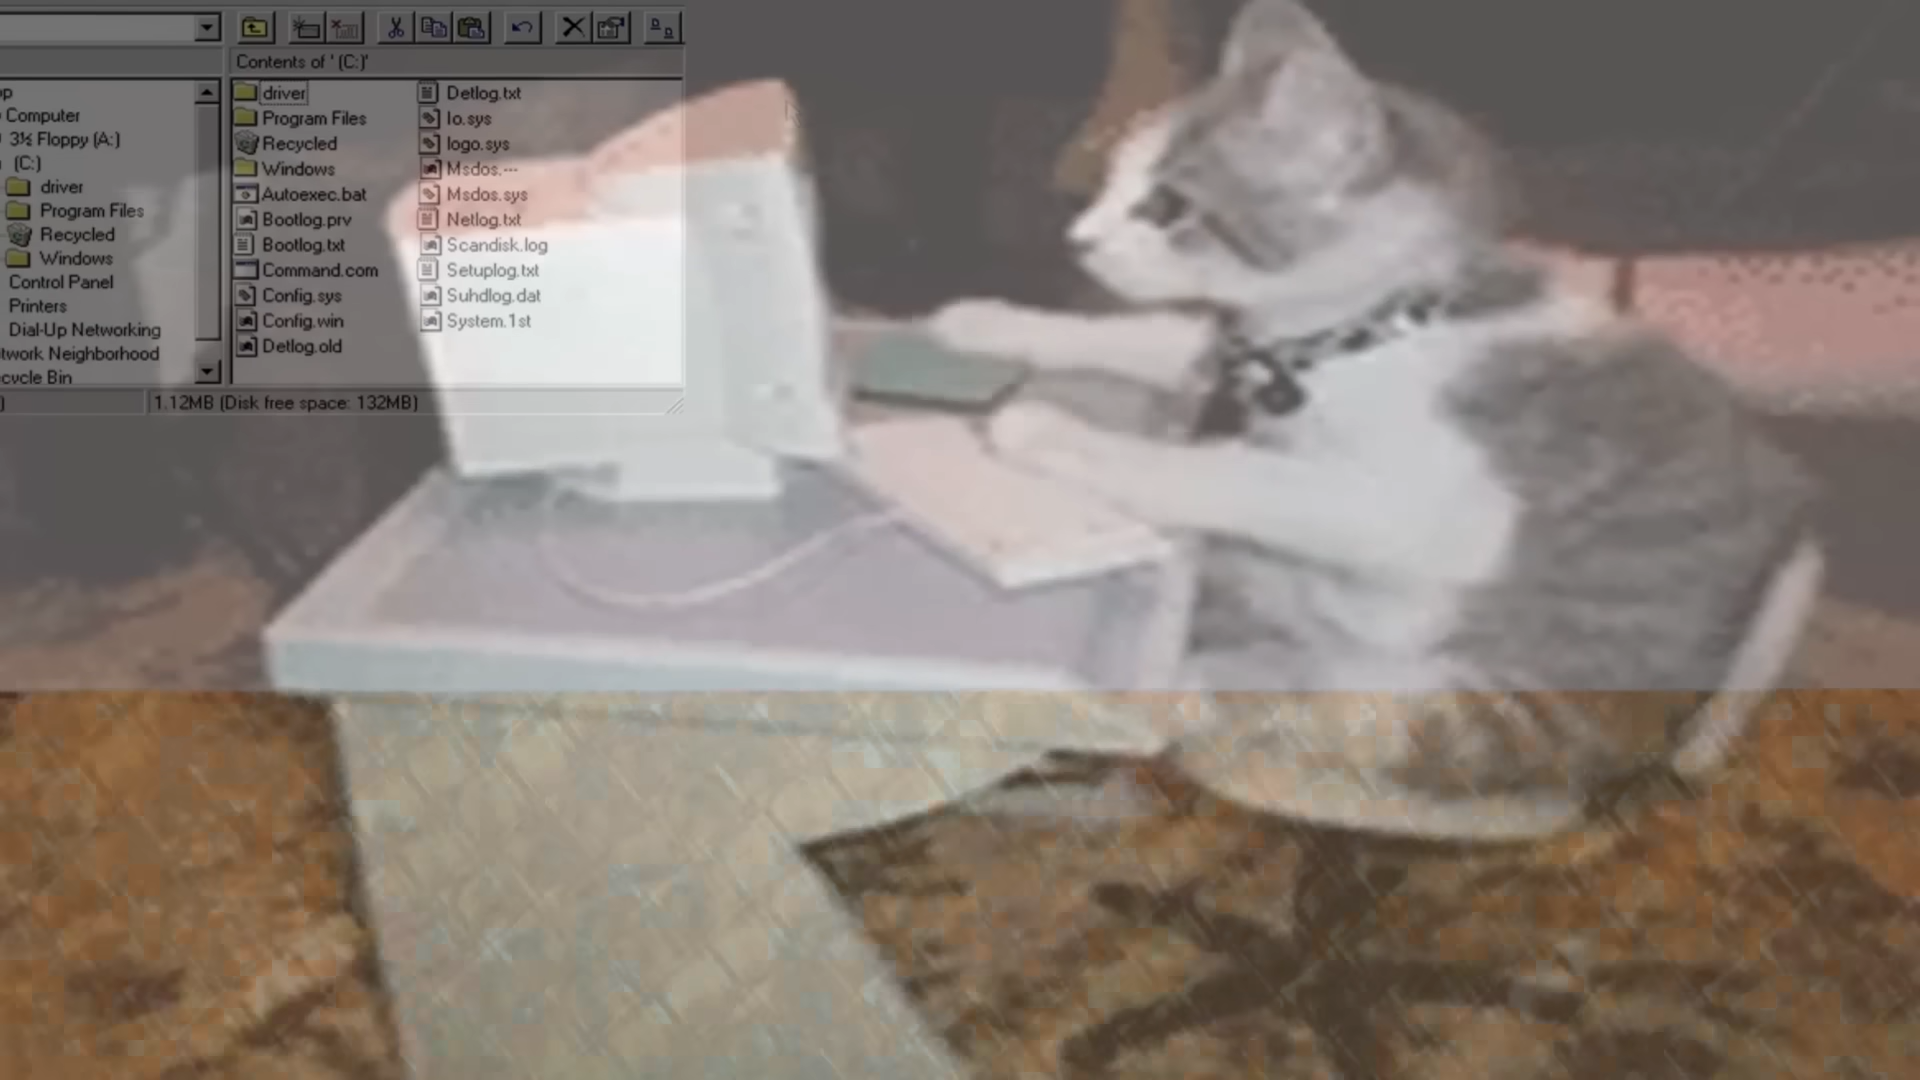 Contents of ' (C:)'
Computer
3½ Floppy (A:)
(C:)
driver
Program Files
Recycled
Windows
Control Panel
Printers
Dial-Up Networking
twork Neighborhood
cycle Bin
driver
Program Files
Recycled
Windows
Autoexec.bat
Bootlog.prv
Bootlog.txt
Command.com
Config.sys
Config.win
Detlog.old
Detlog.txt
Io.sys
logo.sys
Msdos.---
Msdos.sys
Netlog.txt
Scandisk.log
Setuplog.txt
Suhdlog.dat
System.1st
) 1.12MB (Disk free space: 132MB)